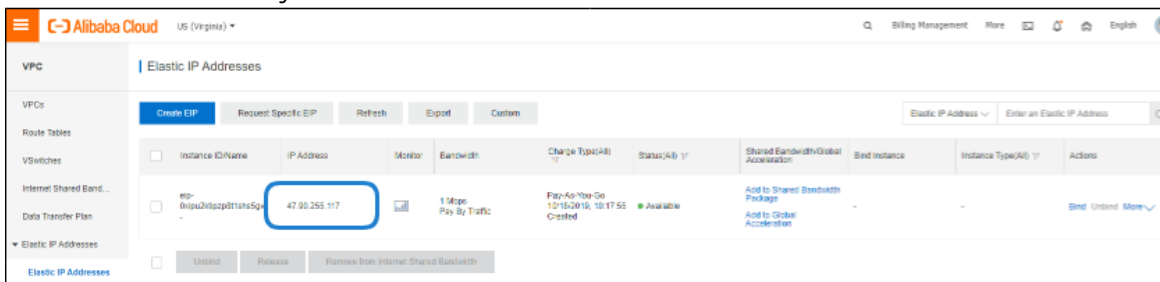 Alibaba Cloud US (Virginia) Billing Management More English
VPC
Elastic IP Addresses
VPCs
Route Tables
VSwitches
Internet Shared Band...
Data Transfer Plan
Elastic IP Addresses
Elastic IP Addresses
Create EIP Request Specific EIP Refresh Export Custom Elastic IP Address Enter an Elastic IP Address
Instance ID/Name IP Address Monitor Bandwidth Charge Type(All) Status(All) Shared Bandwidth/Global Acceleration Bind Instance Instance Type(All) Actions
eip-
-
47.90.255.117
1 Mbps
Pay By Traffic
Pay-As-You-Go
10/18/2019, 10:17:55
Created
Available
Add to Shared Bandwidth
Package
Add to Global
Acceleration
-
-
Bind Unbind More
Unbind Release Remove from Internet Shared Bandwidth